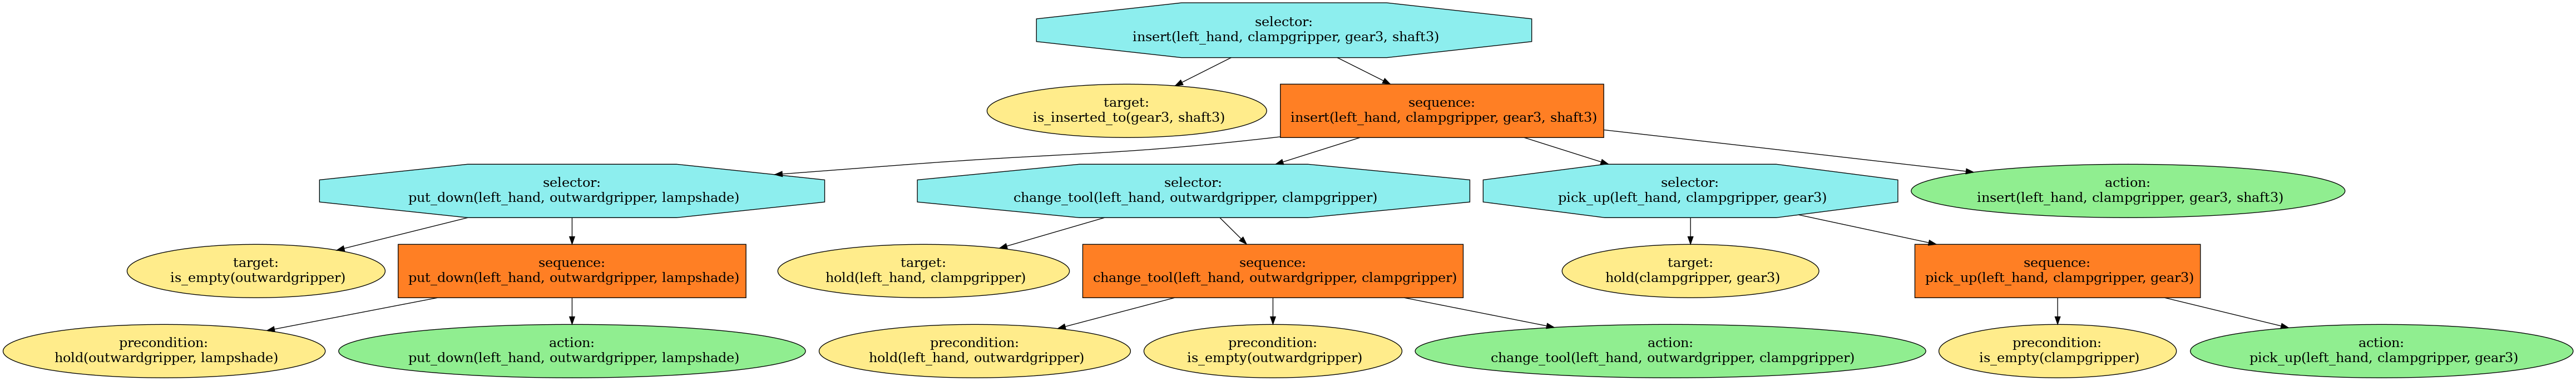 selector:
insert(left_hand, clampgripper, gear3, shaft3)
target:
is_inserted_to(gear3, shaft3)
sequence:
insert(left_hand, clampgripper, gear3, shaft3)
selector:
put_down(left_hand, outwardgripper, lampshade)
selector:
change_tool(left_hand, outwardgripper, clampgripper)
selector:
pick_up(left_hand, clampgripper, gear3)
action:
insert(left_hand, clampgripper, gear3, shaft3)
target:
is_empty(outwardgripper)
sequence:
put_down(left_hand, outwardgripper, lampshade)
target:
hold(left_hand, clampgripper)
sequence:
change_tool(left_hand, outwardgripper, clampgripper)
target:
hold(clampgripper, gear3)
sequence:
pick_up(left_hand, clampgripper, gear3)
precondition:
hold(outwardgripper, lampshade)
action:
put_down(left_hand, outwardgripper, lampshade)
precondition:
hold(left_hand, outwardgripper)
precondition:
is_empty(outwardgripper)
action:
change_tool(left_hand, outwardgripper, clampgripper)
precondition:
is_empty(clampgripper)
action:
pick_up(left_hand, clampgripper, gear3)